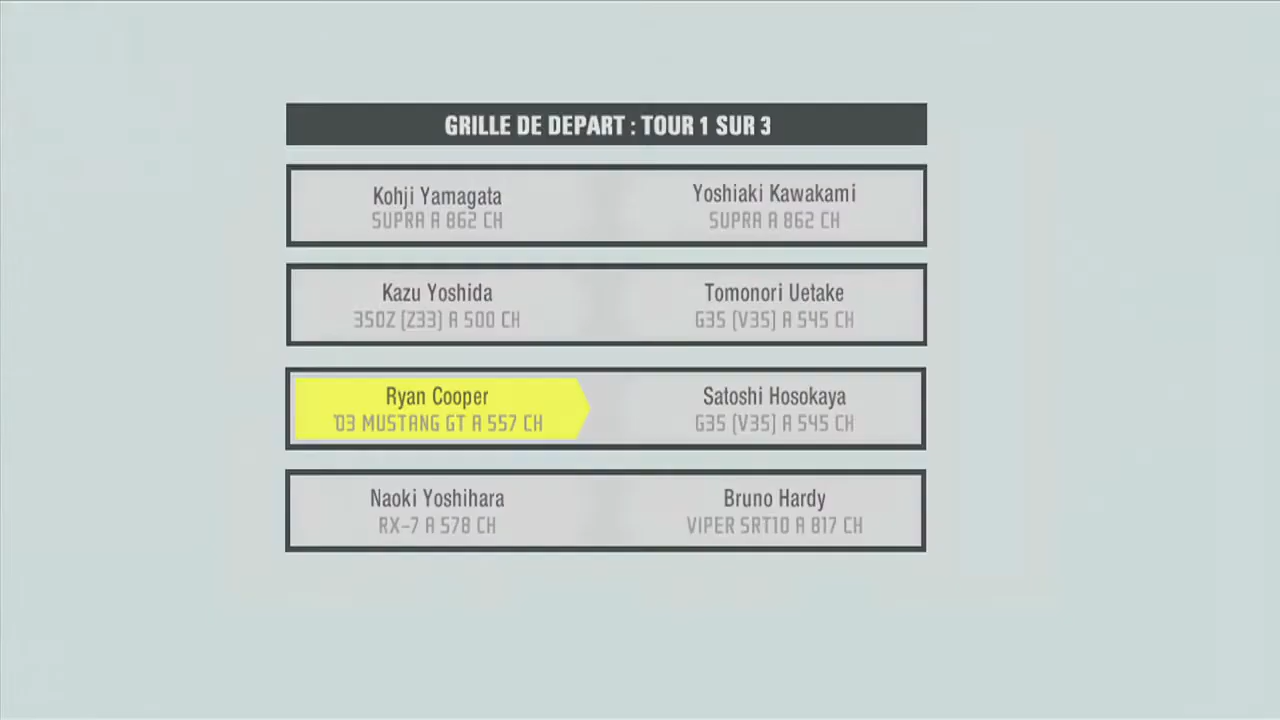 GRILLE DE DEPART : TOUR 1 SUR 3
Kohji Yamagata
SUPRA A 862 CH
Yoshiaki Kawakami
SUPRA A 862 CH
Kazu Yoshida
350Z (Z33) A 500 CH
Tomonori Uetake
G35 (V35) A 545 CH
Ryan Cooper
'03 MUSTANG GT A 557 CH
Satoshi Hosokaya
G35 (V35) A 545 CH
Naoki Yoshihara
RX-7 A 578 CH
Bruno Hardy
VIPER SRT10 A 817 CH